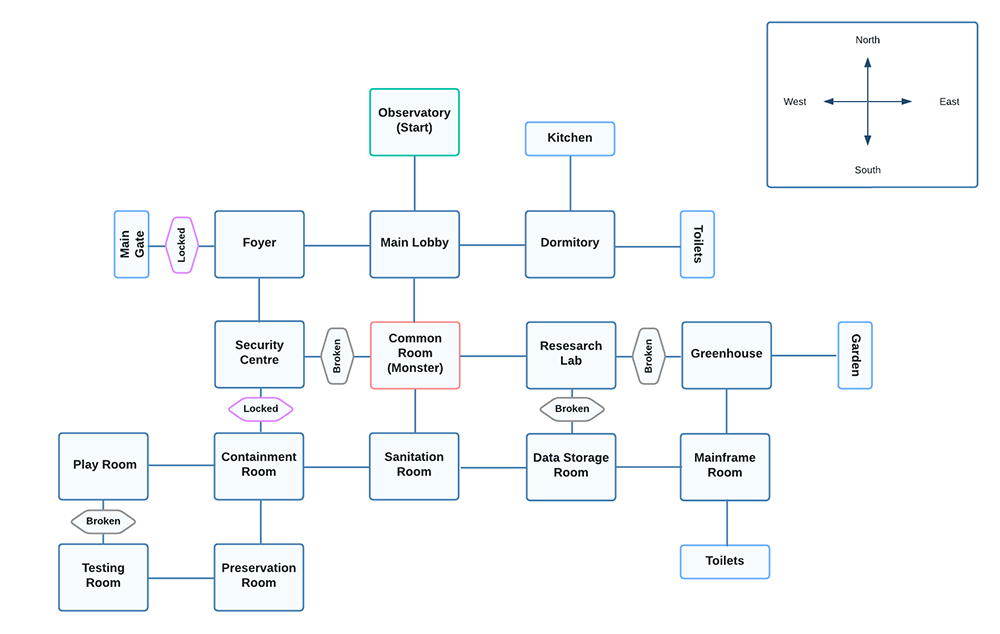 North
West
East
South
Observatory
(Start)
Kitchen
Main
Gate
Locked
Foyer
Main Lobby
Dormitory
Toilets
Security
Centre
Broken
Common
Room
(Monster)
Resesarch
Lab
Broken
Greenhouse
Garden
Locked
Broken
Play Room
Containment
Room
Sanitation
Room
Data Storage
Room
Mainframe
Room
Broken
Testing
Room
Preservation
Room
Toilets